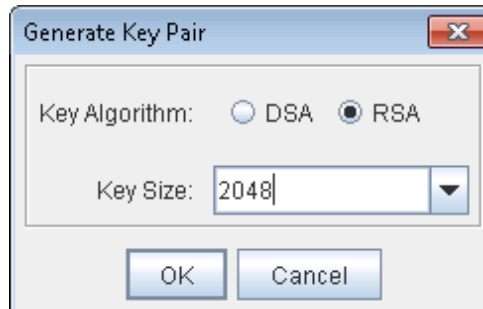 Generate Key Pair
Key Algorithm: DSA RSA
Key Size: 2048
OK Cancel